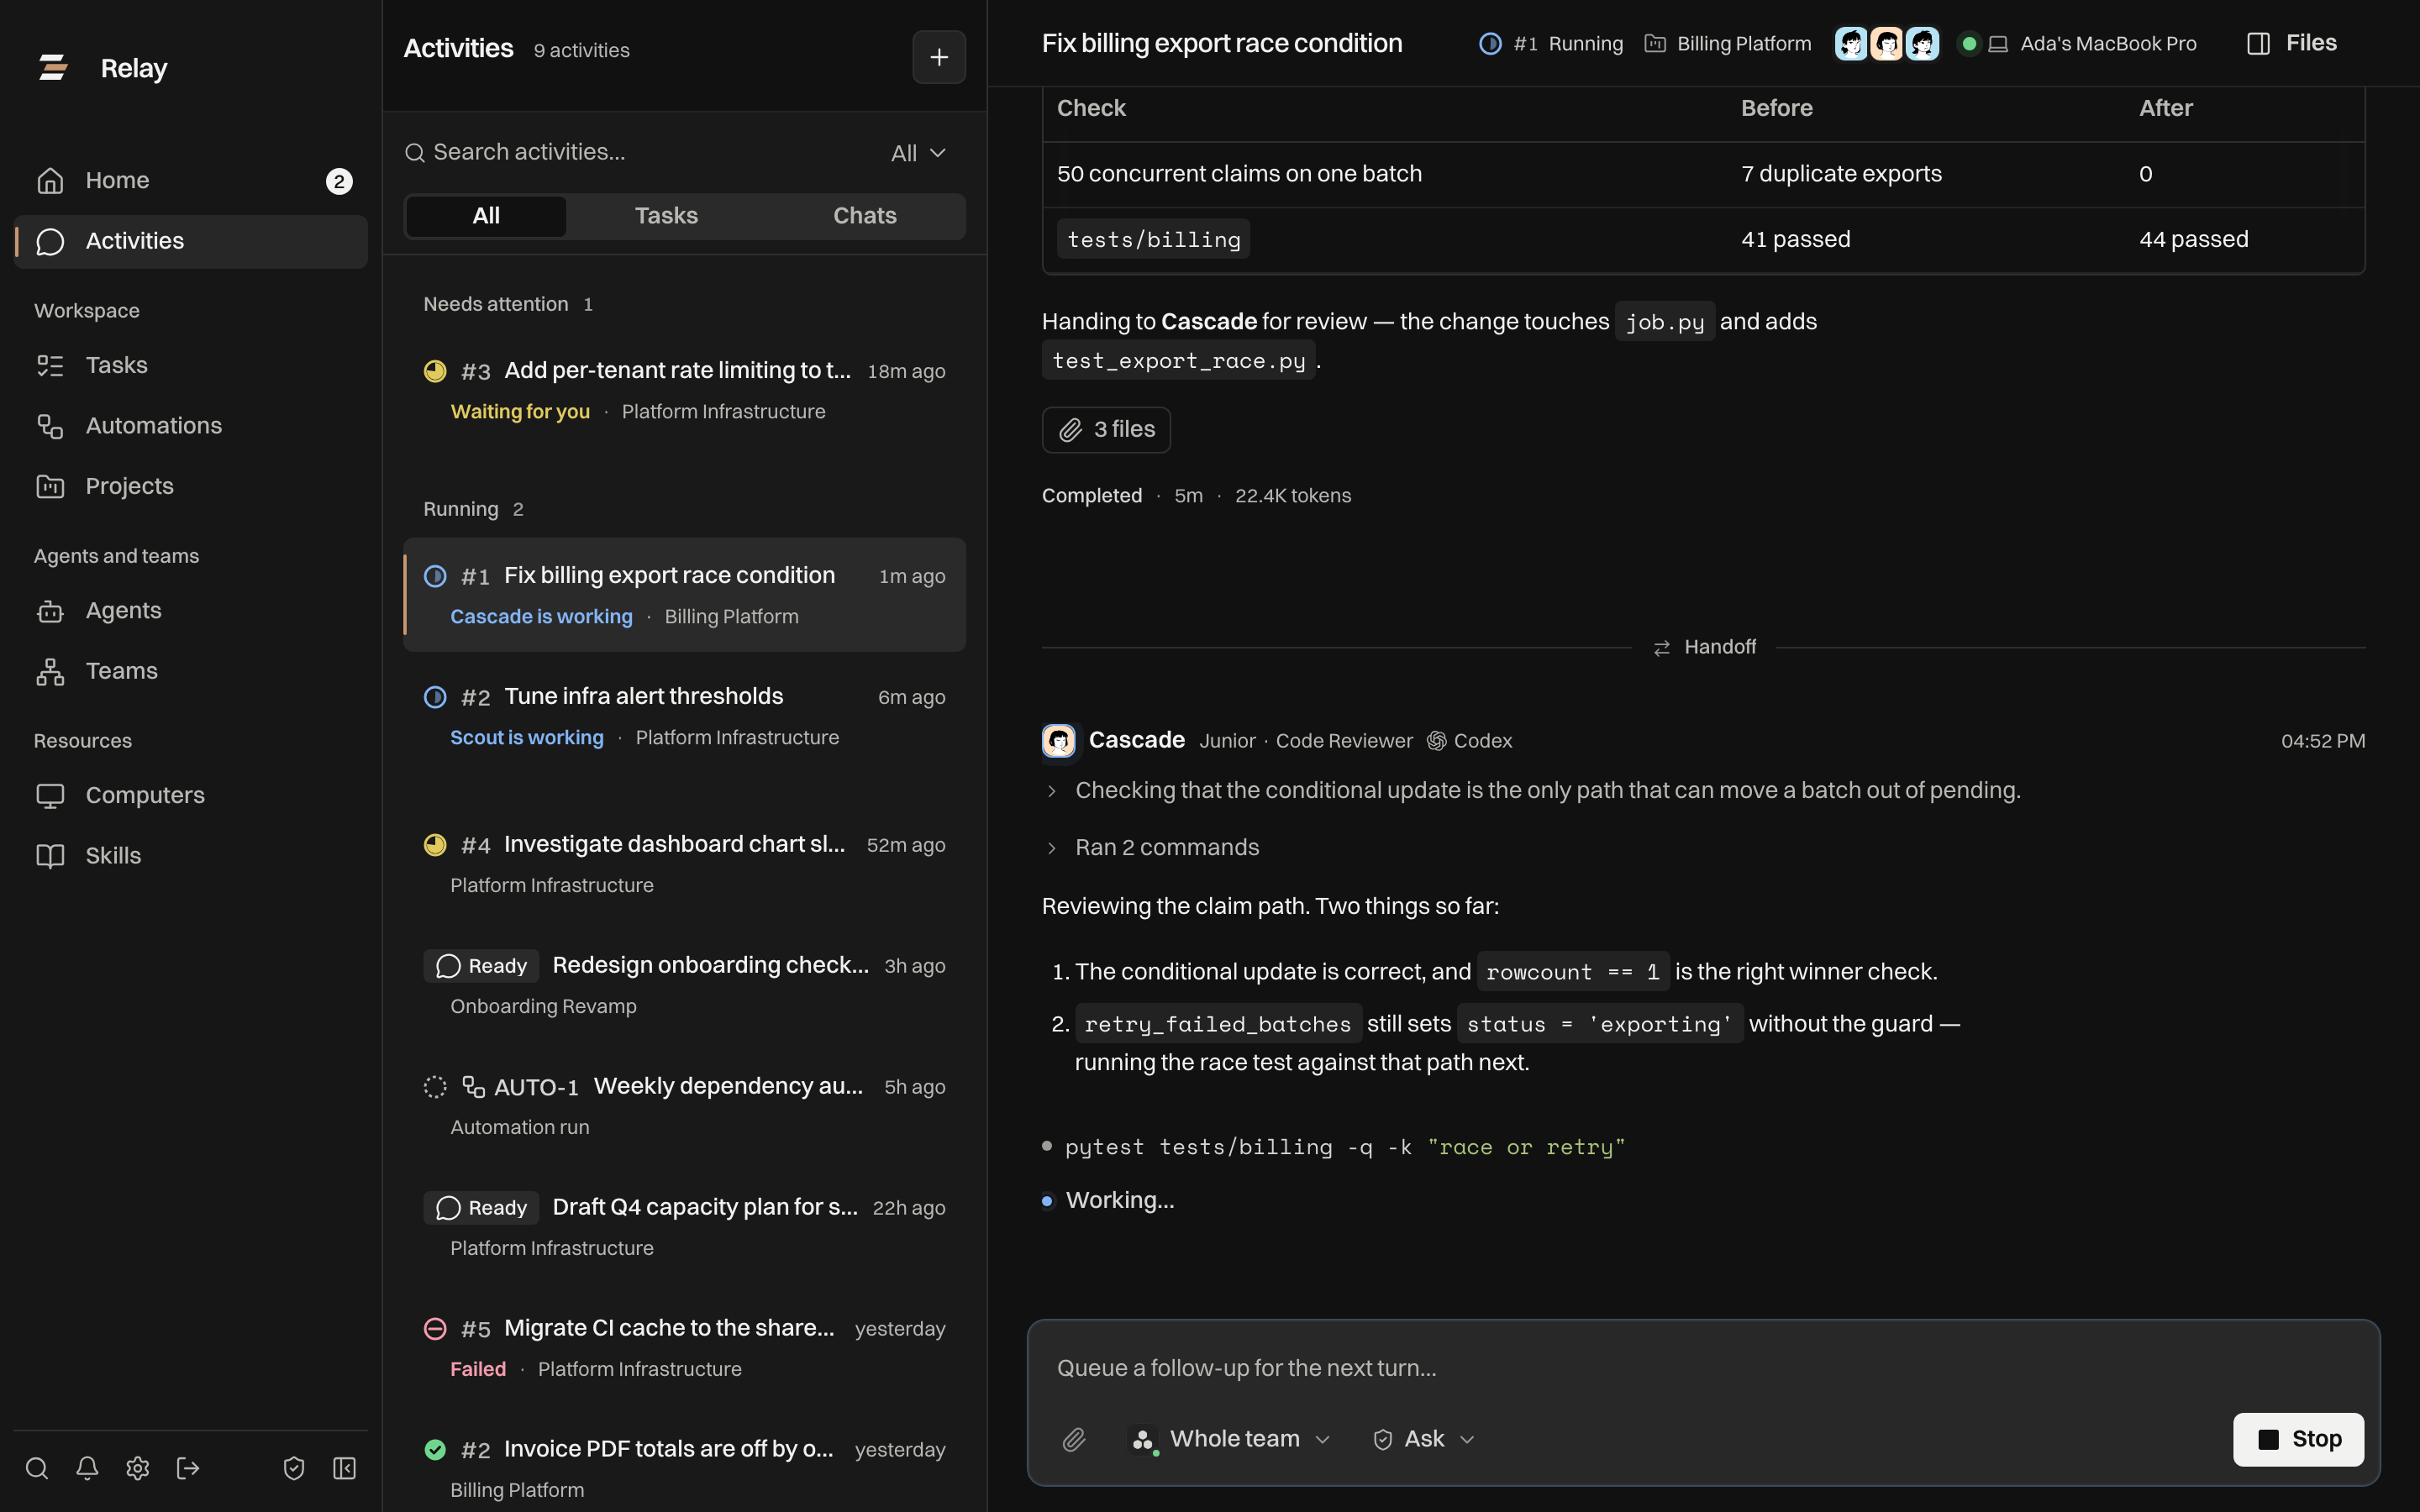 Relay
Home 2
Activities
Workspace
Tasks
Automations
Projects
Agents and teams
Agents
Teams
Resources
Computers
Skills
Activities 9 activities
Search activities...
All
All Tasks Chats
Needs attention 1
#3 Add per-tenant rate limiting to t... 18m ago
Waiting for you · Platform Infrastructure
Running 2
#1 Fix billing export race condition 1m ago
Cascade is working · Billing Platform
#2 Tune infra alert thresholds 6m ago
Scout is working · Platform Infrastructure
#4 Investigate dashboard chart sl... 52m ago
Platform Infrastructure
Ready Redesign onboarding check... 3h ago
Onboarding Revamp
AUTO-1 Weekly dependency au... 5h ago
Automation run
Ready Draft Q4 capacity plan for s... 22h ago
Platform Infrastructure
#5 Migrate CI cache to the share... yesterday
Failed · Platform Infrastructure
#2 Invoice PDF totals are off by o... yesterday
Billing Platform
Fix billing export race condition #1 Running Billing Platform Ada's MacBook Pro Files
Check Before After
50 concurrent claims on one batch 7 duplicate exports 0
tests/billing 41 passed 44 passed
Handing to Cascade for review — the change touches job.py and adds
test_export_race.py.
3 files
Completed · 5m · 22.4K tokens
Handoff
Cascade Junior · Code Reviewer Codex 04:52 PM
Checking that the conditional update is the only path that can move a batch out of pending.
Ran 2 commands
Reviewing the claim path. Two things so far:
1. The conditional update is correct, and rowcount == 1 is the right winner check.
2. retry_failed_batches still sets status = 'exporting' without the guard —
running the race test against that path next.
pytest tests/billing -q -k "race or retry"
Working...
Queue a follow-up for the next turn...
Whole team Ask Stop